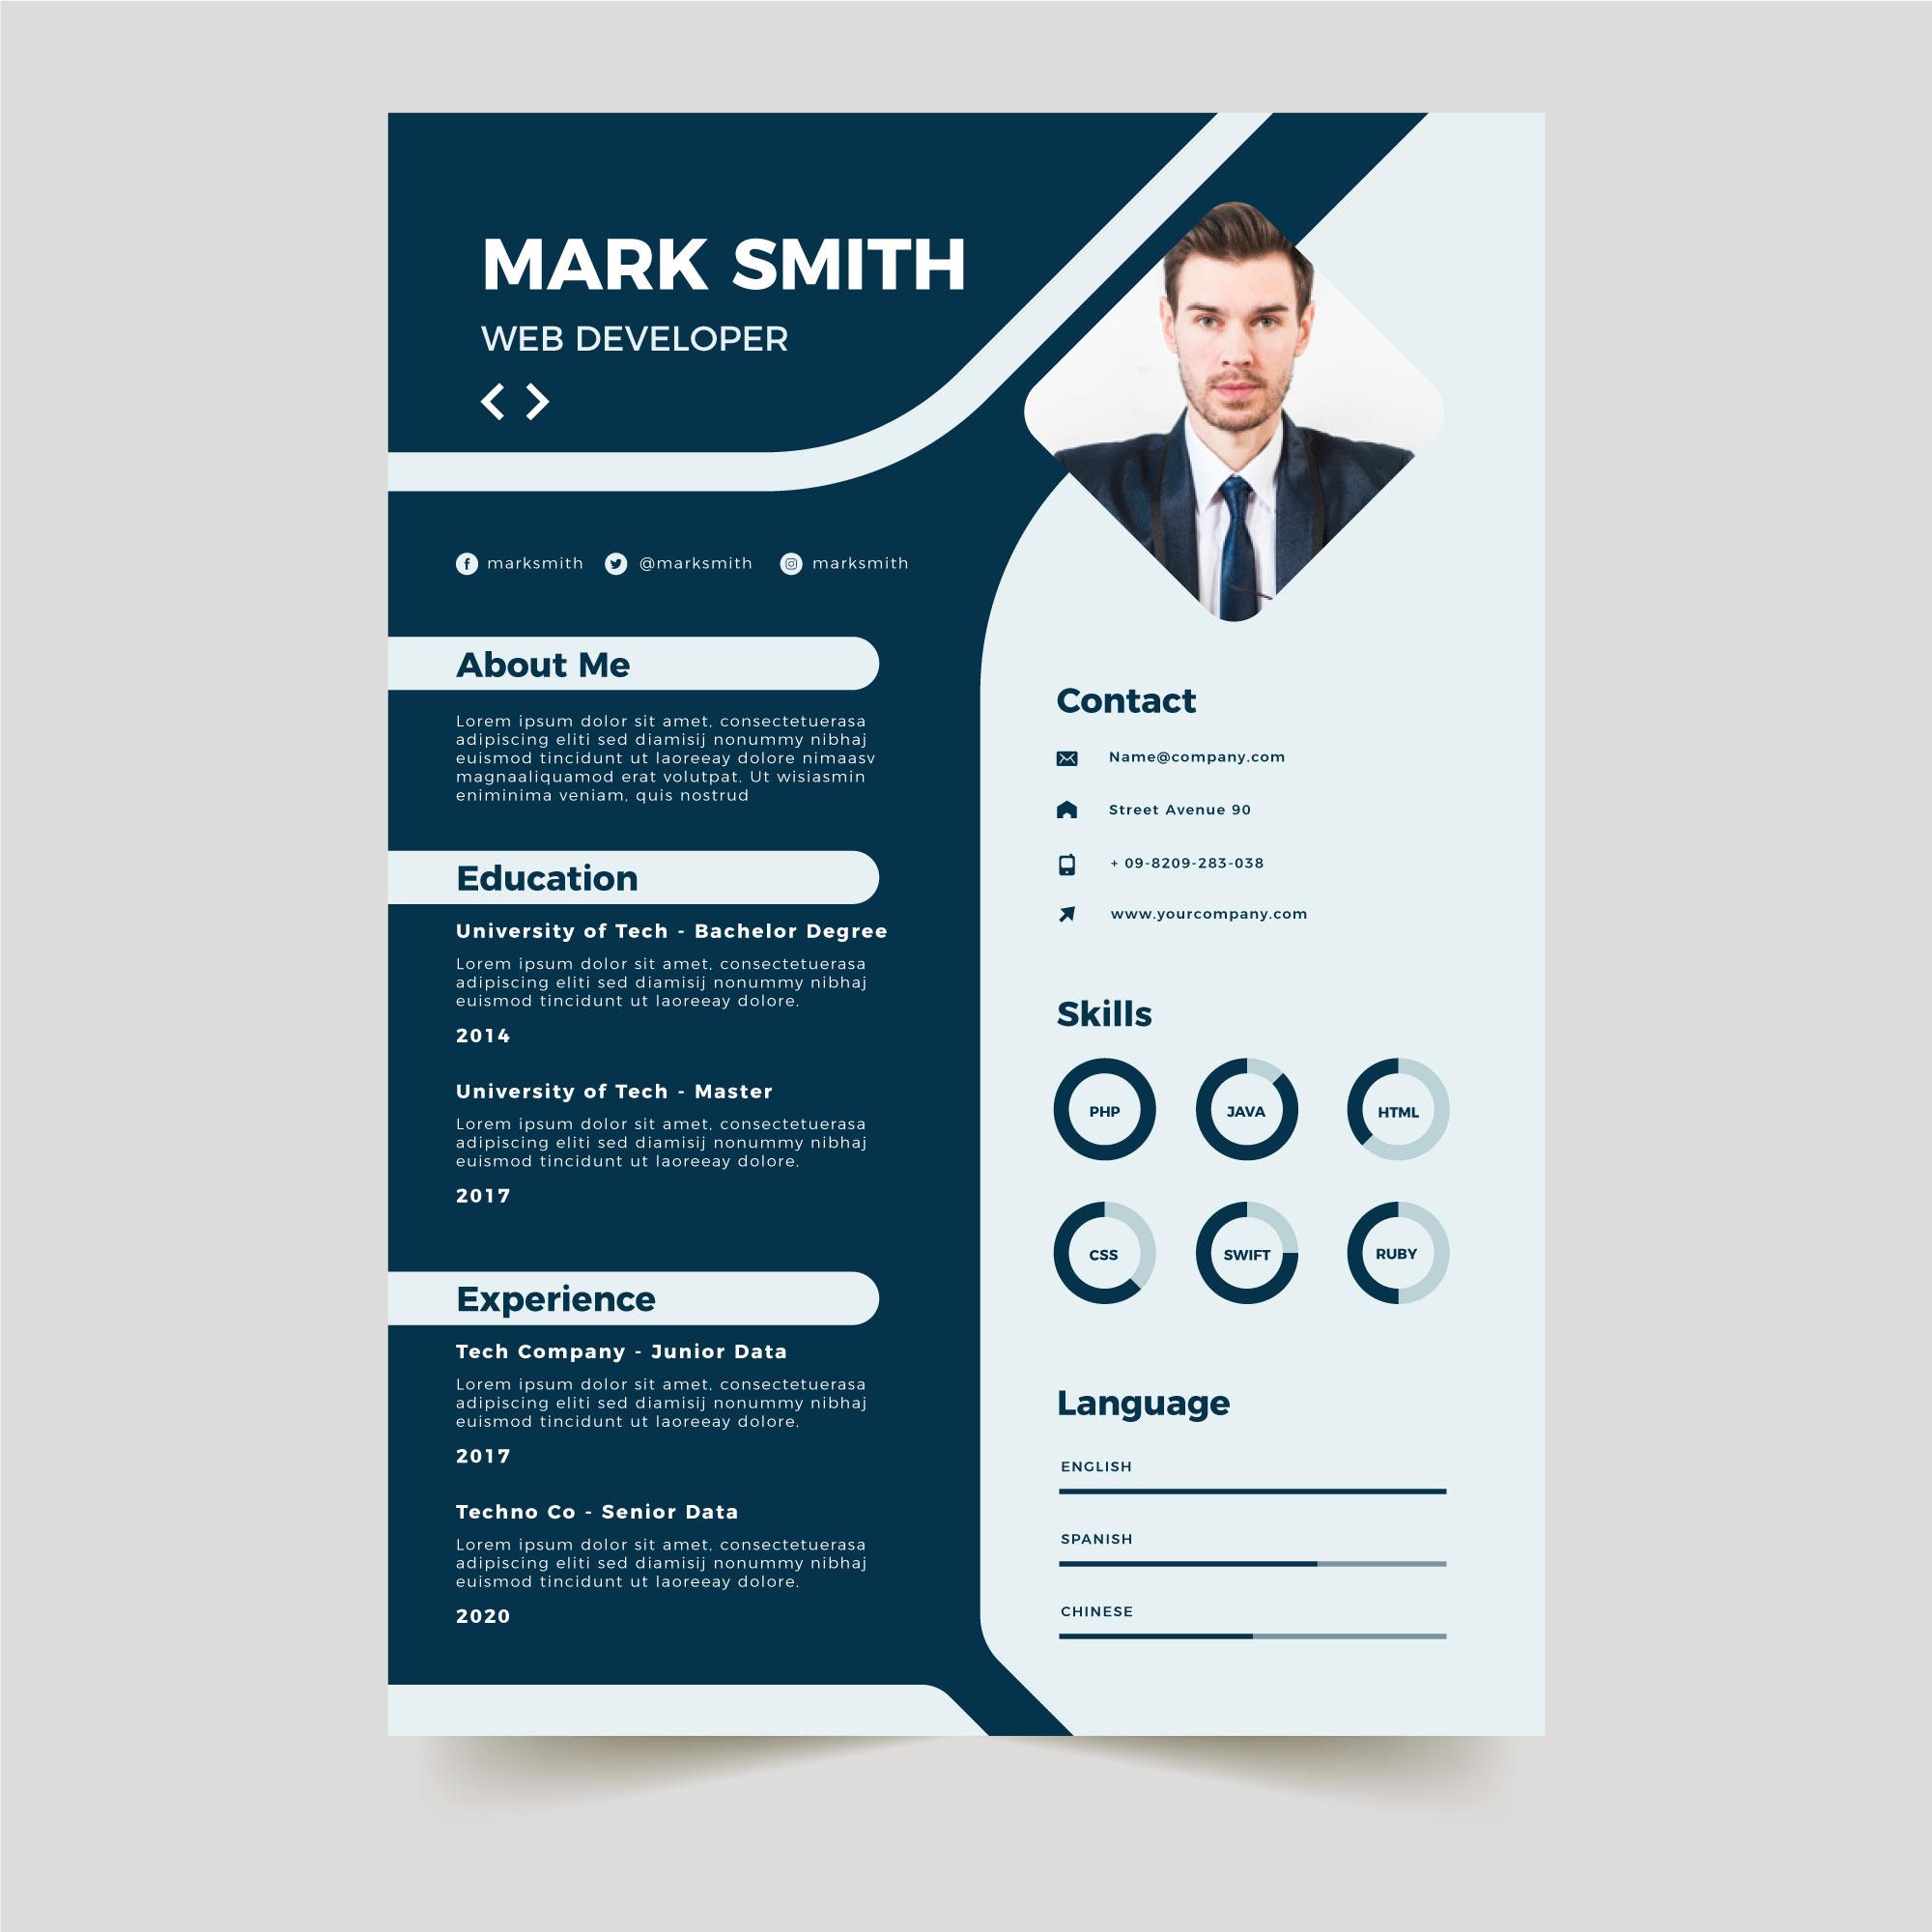 MARK SMITH
WEB DEVELOPER
marksmith @marksmith marksmith
About Me
Lorem ipsum dolor sit amet, consectetuerasa
adipiscing eliti sed diamisij nonummy nibhaj
euismod tincidunt ut laoreeay dolore nimaasv
magnaaliquamod erat volutpat. Ut wisiasmin
eniminima veniam, quis nostrud
Education
University of Tech - Bachelor Degree
Lorem ipsum dolor sit amet, consectetuerasa
adipiscing eliti sed diamisij nonummy nibhaj
euismod tincidunt ut laoreeay dolore.
2014
University of Tech - Master
Lorem ipsum dolor sit amet, consectetuerasa
adipiscing eliti sed diamisij nonummy nibhaj
euismod tincidunt ut laoreeay dolore.
2017
Experience
Tech Company - Junior Data
Lorem ipsum dolor sit amet, consectetuerasa
adipiscing eliti sed diamisij nonummy nibhaj
euismod tincidunt ut laoreeay dolore.
2017
Techno Co - Senior Data
Lorem ipsum dolor sit amet, consectetuerasa
adipiscing eliti sed diamisij nonummy nibhaj
euismod tincidunt ut laoreeay dolore.
2020
Contact
Name@company.com
Street Avenue 90
+ 09-8209-283-038
www.yourcompany.com
Skills
PHP JAVA HTML
CSS SWIFT RUBY
Language
ENGLISH
SPANISH
CHINESE